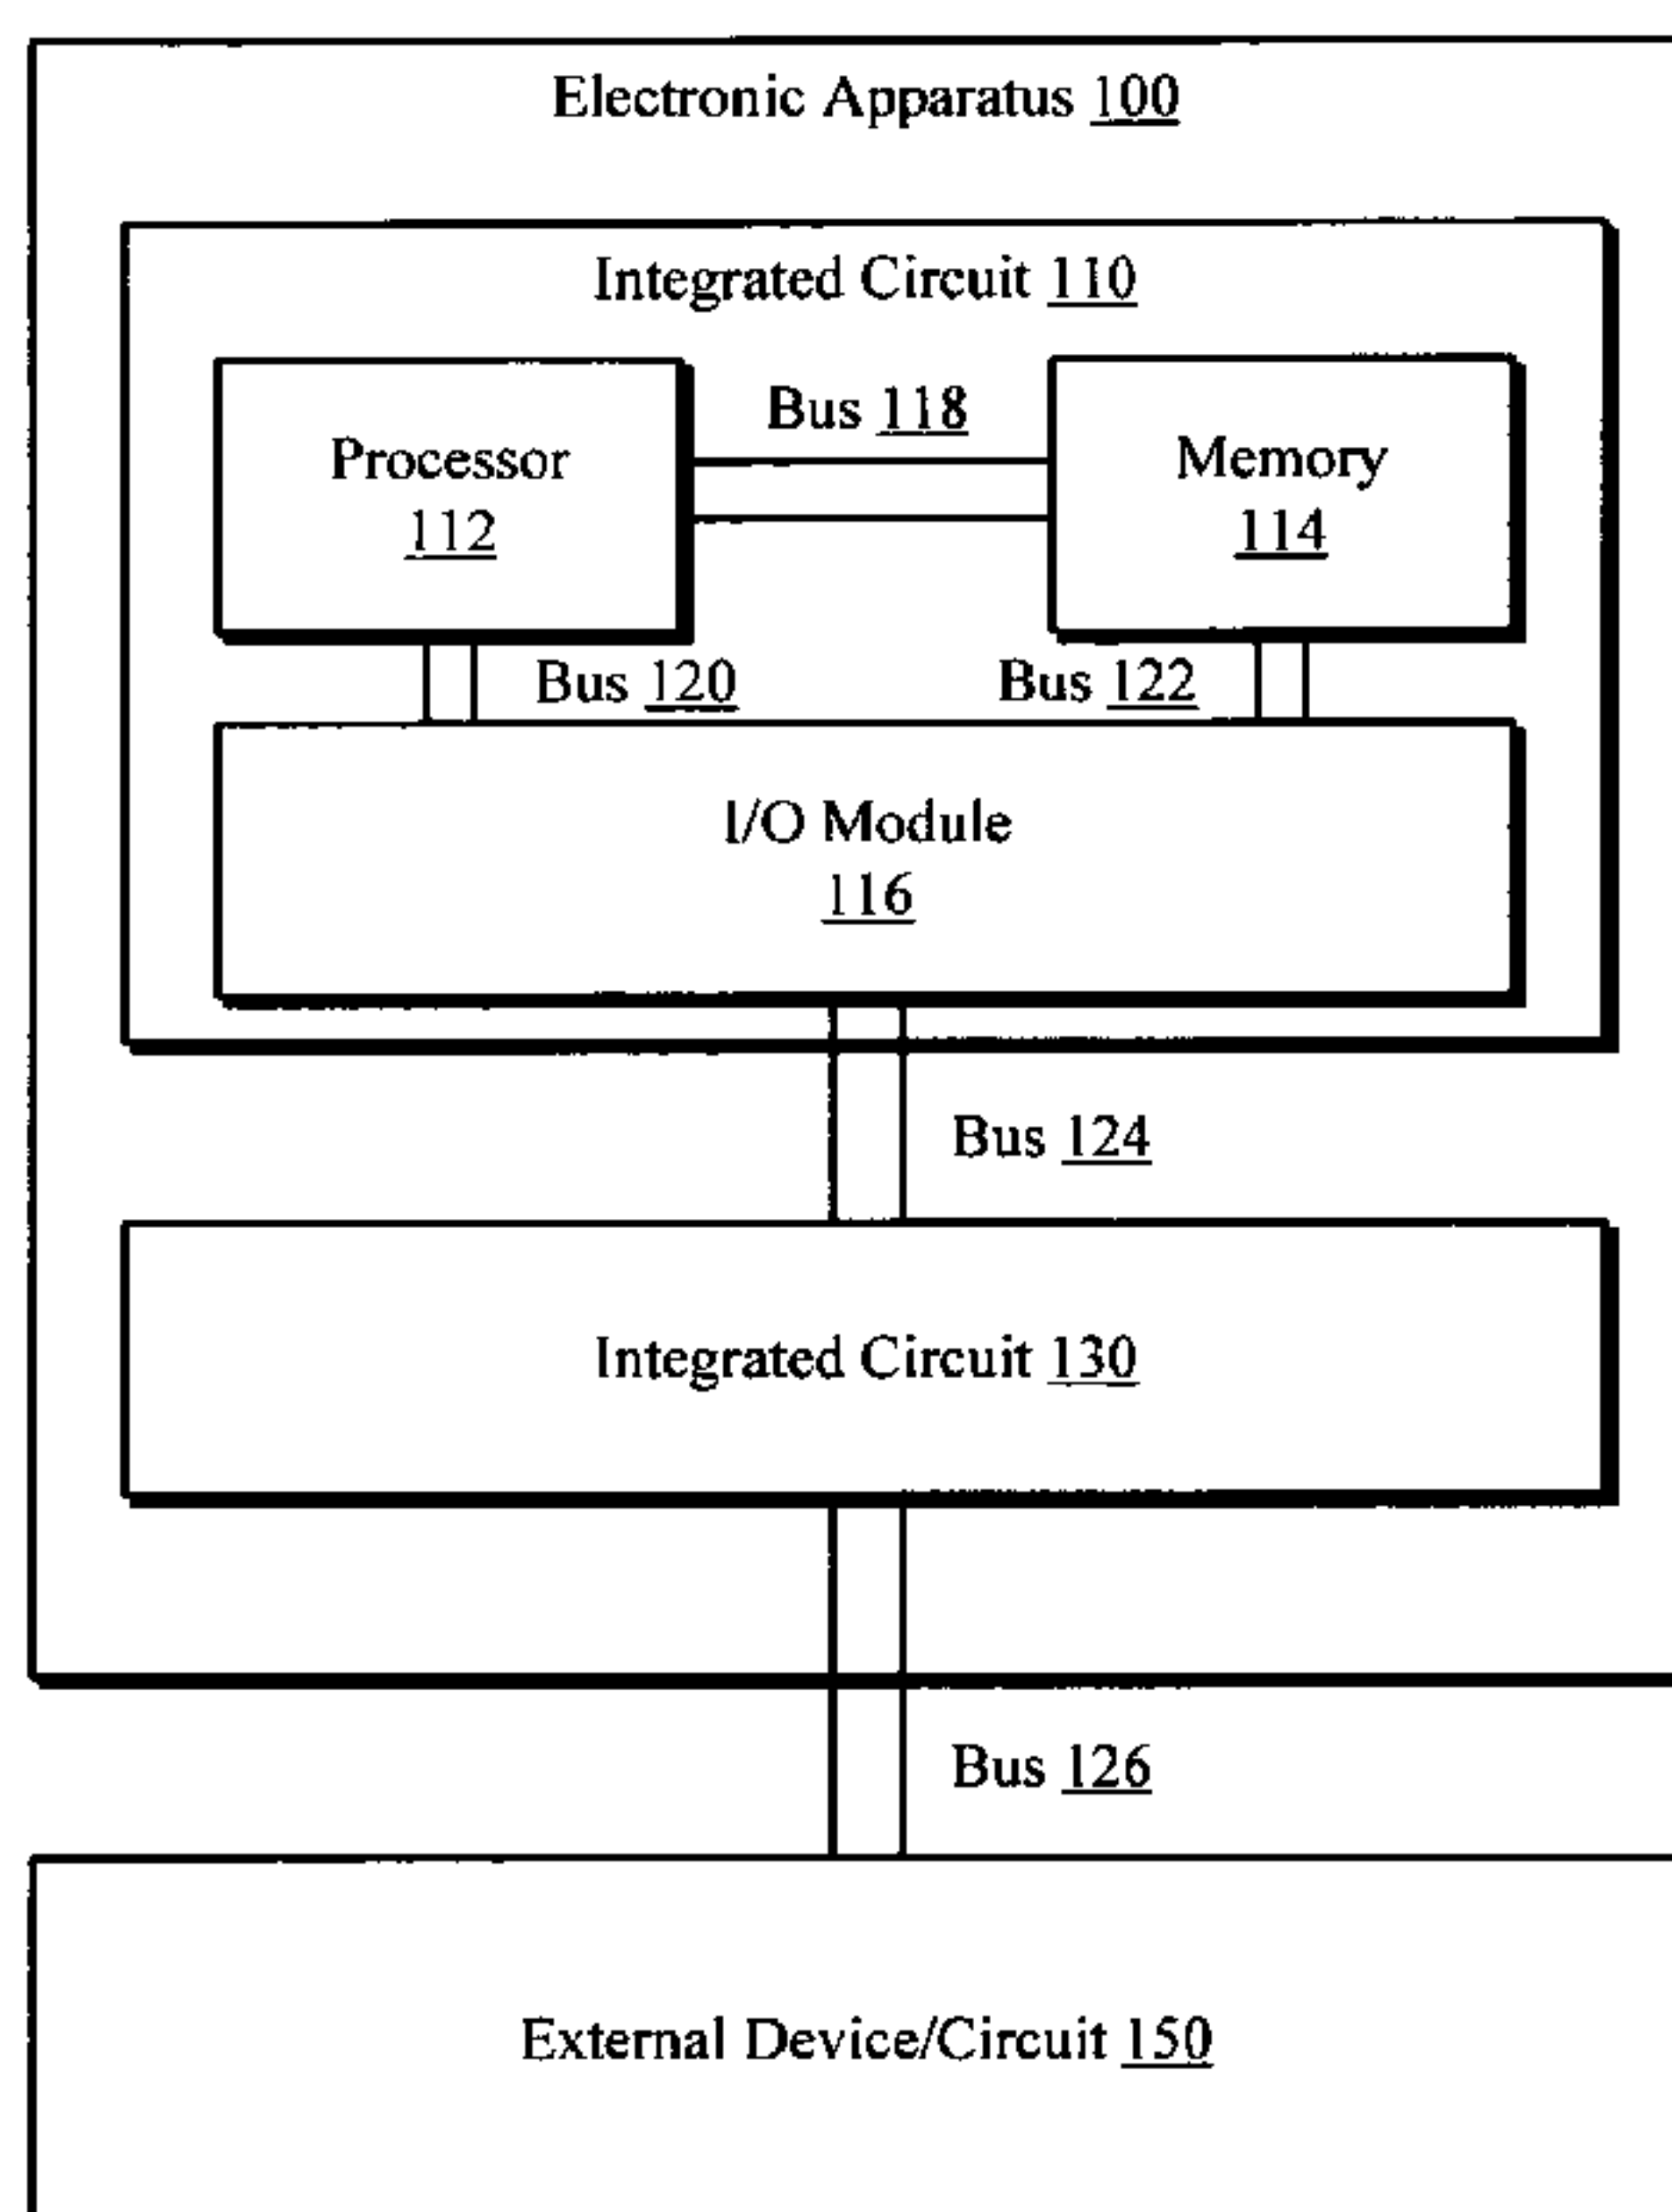 Electronic Apparatus 100
Integrated Circuit 110
Bus 118
Processor
112
Memory
114
Bus 120
Bus 122
I/O Module
116
Bus 124
Integrated Circuit 130
Bus 126
External Device/Circuit 150